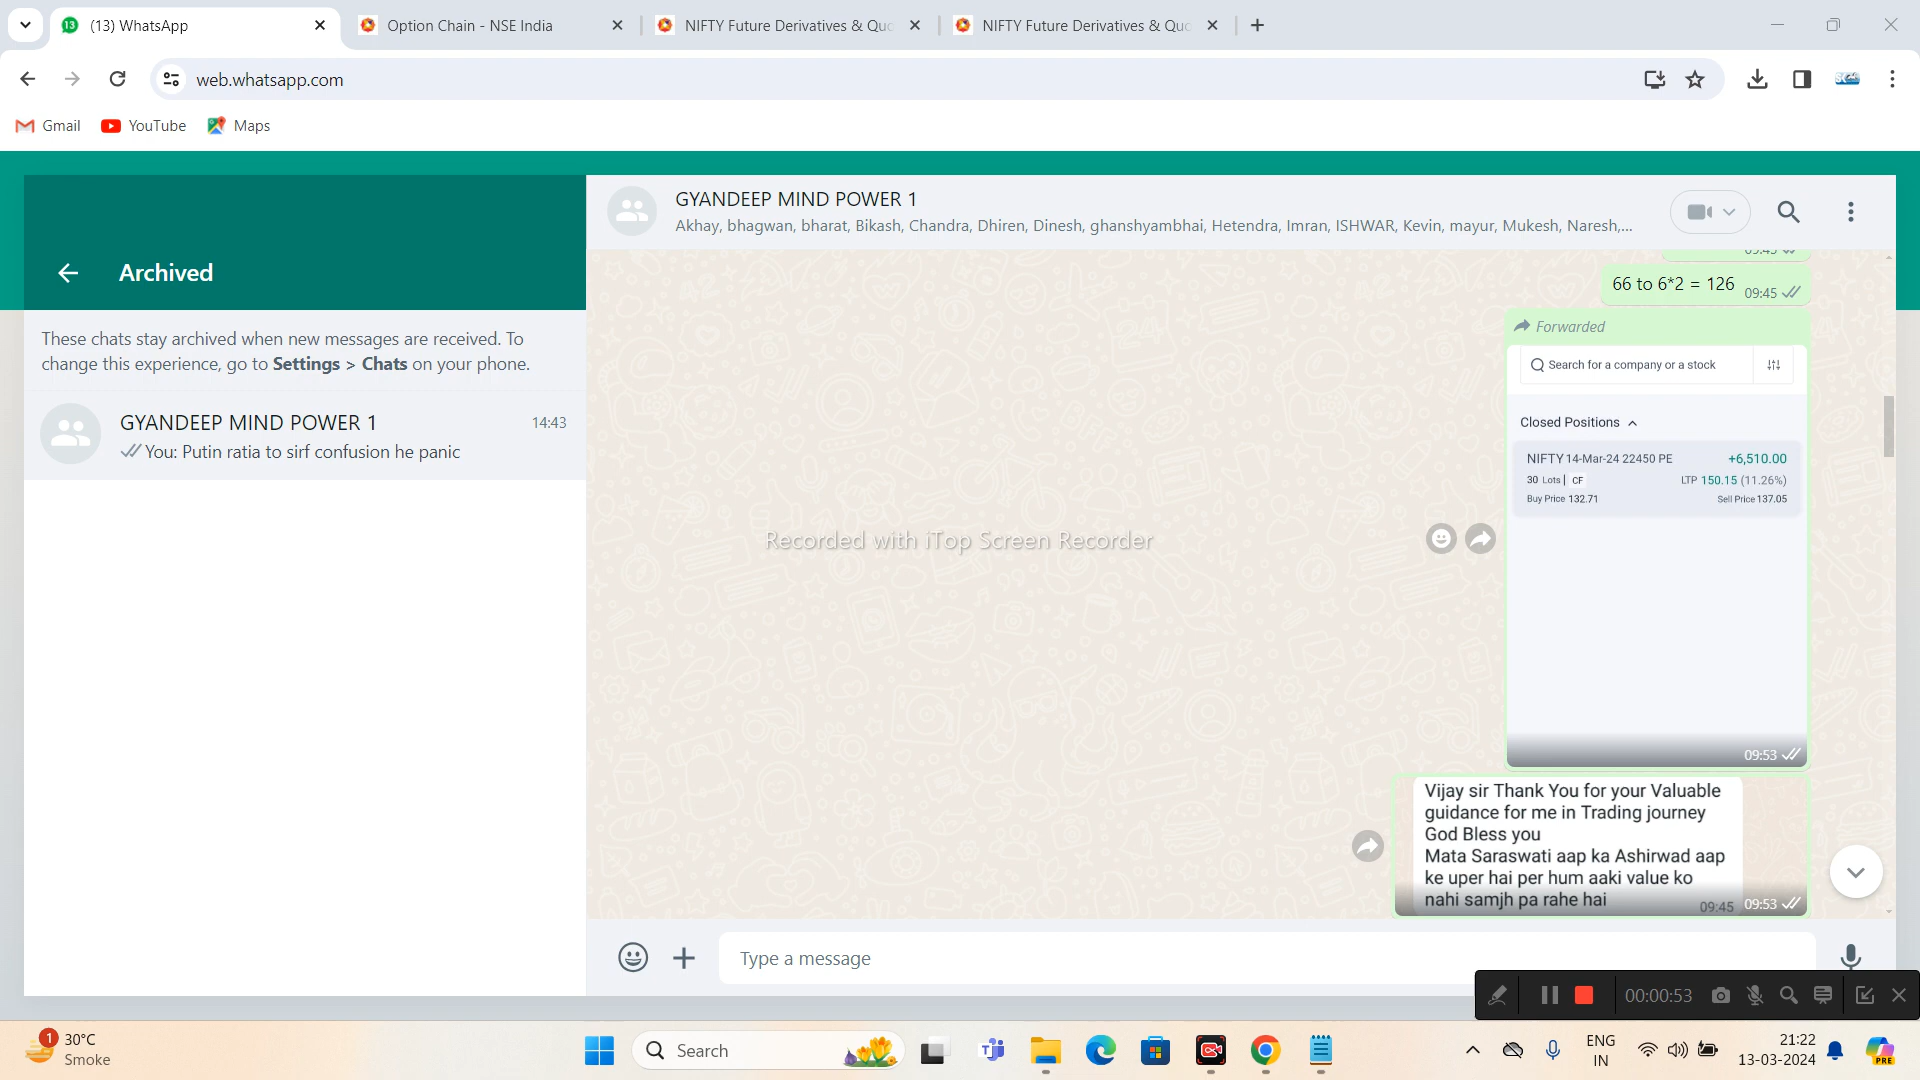 (13) WhatsApp
Option Chain - NSE India
NIFTY Future Derivatives & Quo
NIFTY Future Derivatives & Quo
web.whatsapp.com
Gmail
YouTube
Maps
Archived
These chats stay archived when new messages are received. To
change this experience, go to Settings > Chats on your phone.
GYANDEEP MIND POWER 1
14:43
You: Putin ratia to sirf confusion he panic
GYANDEEP MIND POWER 1
Akhay, bhagwan, bharat, Bikash, Chandra, Dhiren, Dinesh, ghanshyambhai, Hetendra, Imran, ISHWAR, Kevin, mayur, Mukesh, Naresh,...
66 to 6*2 = 126
09:45
Forwarded
Search for a company or a stock
Closed Positions
NIFTY 14-Mar-24 22450 PE
+6,510.00
30 Lots | CF
LTP 150.15 (11.26%)
Buy Price 132.71
Sell Price 137.05
09:53
Recorded with iTop Screen Recorder
Vijay sir Thank You for your Valuable
guidance for me in Trading journey
God Bless you
Mata Saraswati aap ka Ashirwad aap
ke uper hai per hum aaki value ko
nahi samjh pa rahe hai
09:45
09:53
Type a message
00:00:53
1
30°C
Smoke
Search
ENG
IN
21:22
13-03-2024
PRE